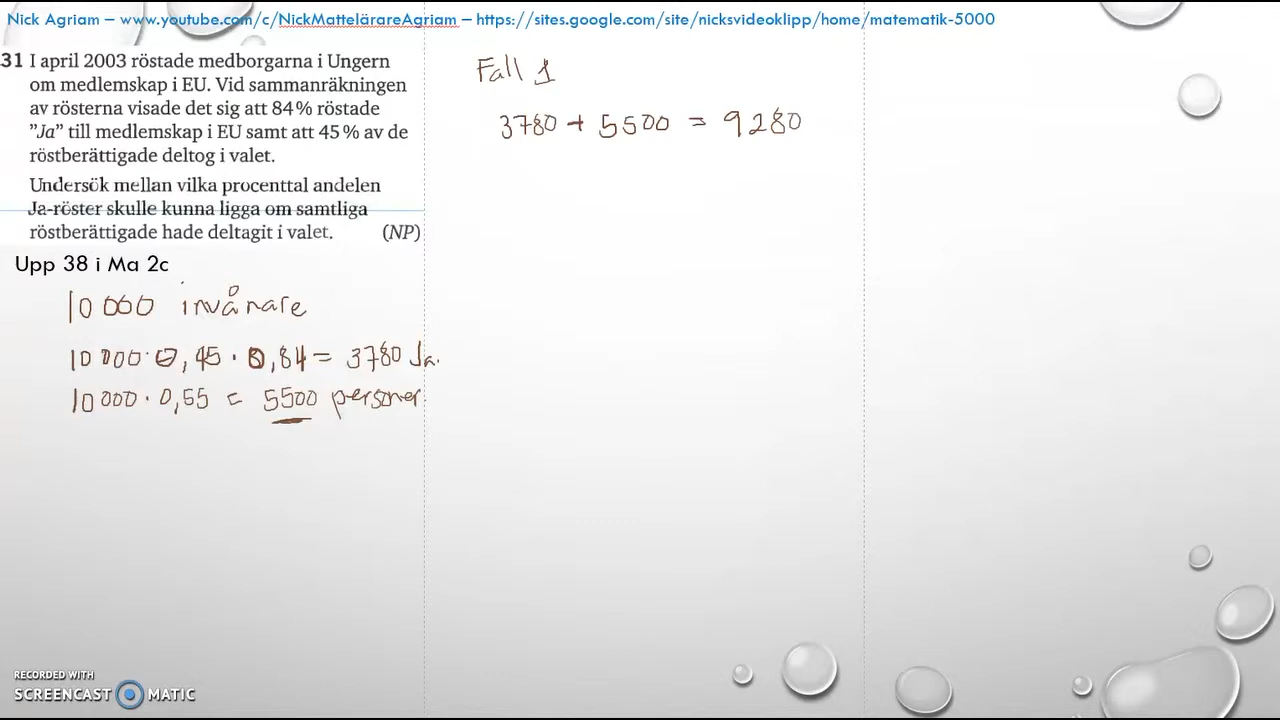 Nick Agriam – www.youtube.com/c/NickMattelärareAgriam – https://sites.google.com/site/nicksvideoklipp/home/matematik-5000
31 I april 2003 röstade medborgarna i Ungern
om medlemskap i EU. Vid sammanräkningen
av rösterna visade det sig att 84 % röstade
"Ja" till medlemskap i EU samt att 45 % av de
röstberättigade deltog i valet.
Undersök mellan vilka procenttal andelen
Ja-röster skulle kunna ligga om samtliga
röstberättigade hade deltagit i valet. (NP)
Upp 38 i Ma 2c
10 000 invånare
10 000 · 0,45 · 0,84 = 3780 Ja.
10 000 · 0,55 = 5500 personer.
Fall 1
3780 + 5500 = 9280
RECORDED WITH
SCREENCAST MATIC